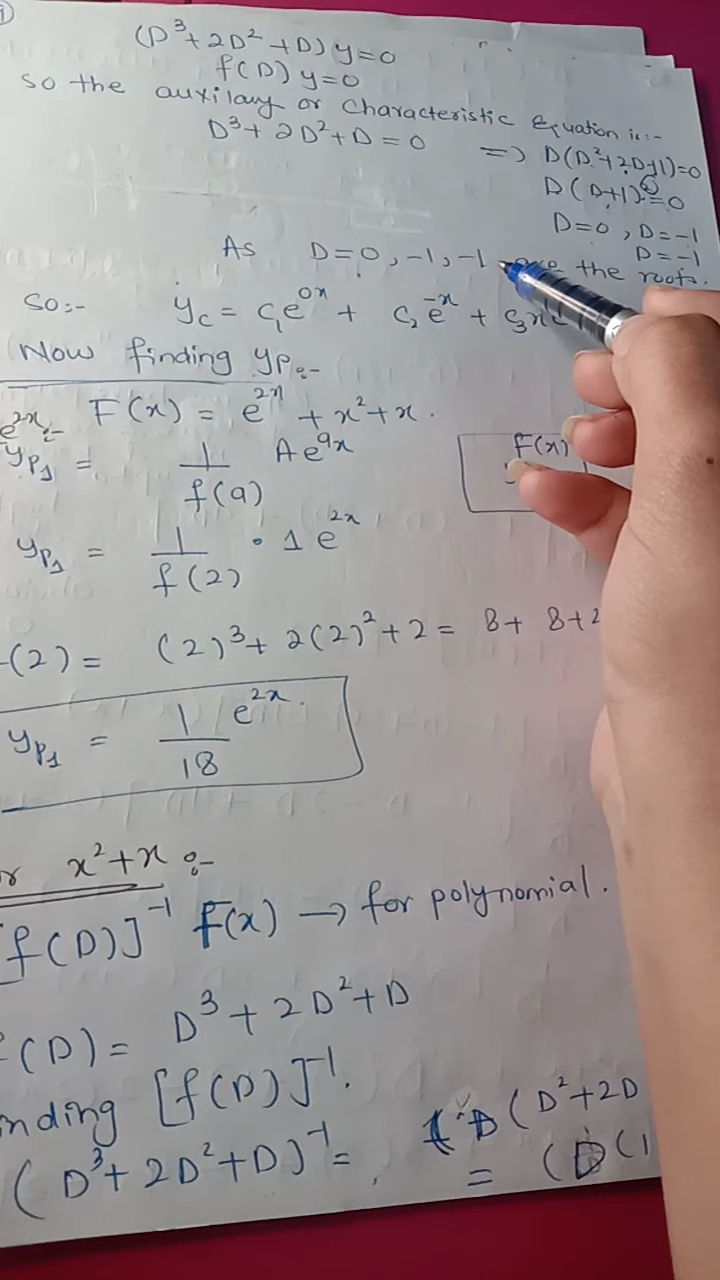 (D³+2D²+D)y=0
f(D)y=0
so the auxilary or characteristic Equation is:-
D³+2D²+D=0 => D(D²+2D+1)=0
D(D+1)²=0
D=0, D=-1
D=-1
As D=0,-1,-1 are the roots.
so:- y_c = c₁e^{0x} + c₂e^{-x} + c₃x
Now finding y_p:-
F(x) = e^{2x} + x²+x.
e^{2x}:-
y_{p1} = 1/f(a) Ae^{ax}
F(x)
y_{p1} = 1/f(2) · 1e^{2x}
(2) = (2)³+2(2)²+2 = 8+8+2
y_{p1} = 1/18 e^{2x}.
or x²+x :-
[f(D)]⁻¹ F(x) → for polynomial.
(D) = D³+2D²+D
nding [f(D)]⁻¹.
(D³+2D²+D)⁻¹ = D(D²+2D
= (D(1